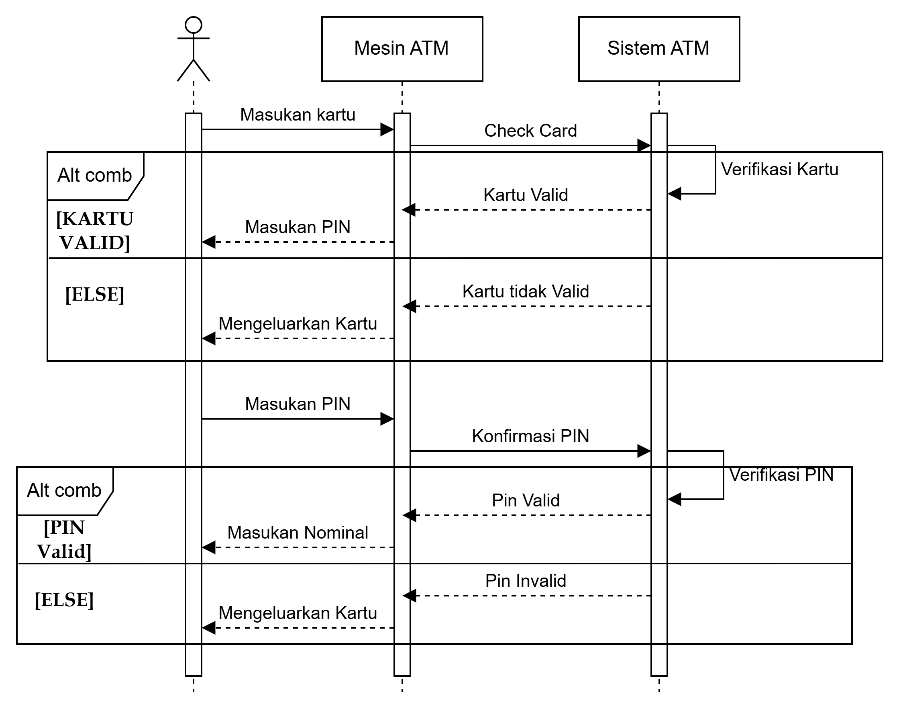 Mesin ATM
Sistem ATM
Masukan kartu
Check Card
Alt comb
Verifikasi Kartu
Kartu Valid
[KARTU
VALID]
Masukan PIN
[ELSE]
Kartu tidak Valid
Mengeluarkan Kartu
Masukan PIN
Konfirmasi PIN
Verifikasi PIN
Alt comb
Pin Valid
[PIN
Valid]
Masukan Nominal
Pin Invalid
[ELSE]
Mengeluarkan Kartu